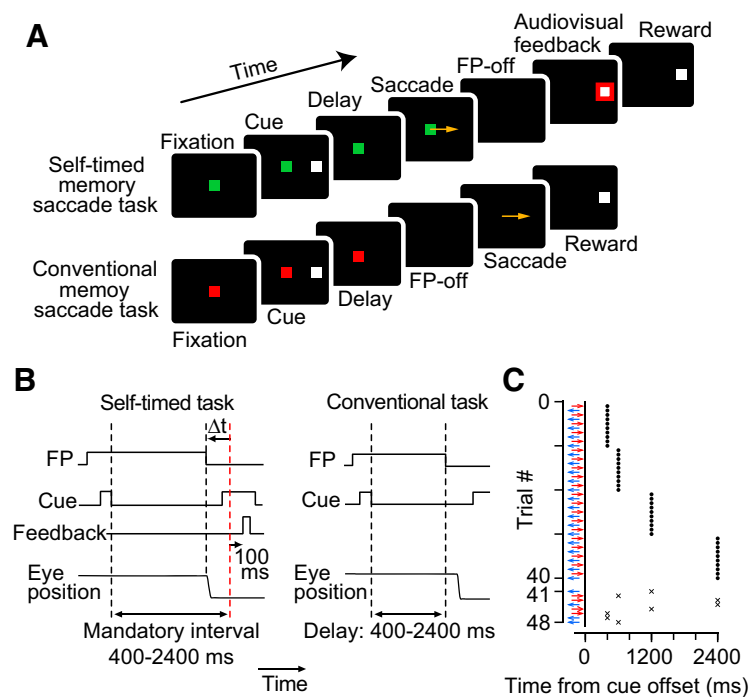 A
Time
Fixation
Cue
Delay
Saccade
FP-off
Audiovisual
feedback
Reward
Self-timed
memory
saccade task
Conventional
memoy
saccade task
Fixation
Cue
Delay
FP-off
Saccade
Reward
B
Self-timed task
Δt
FP
Cue
Feedback
100
ms
Eye
position
Mandatory interval
400-2400 ms
Time
Conventional task
FP
Cue
Eye
position
Delay: 400-2400 ms
C
Trial #
0
40
41
48
0 1200 2400
Time from cue offset (ms)